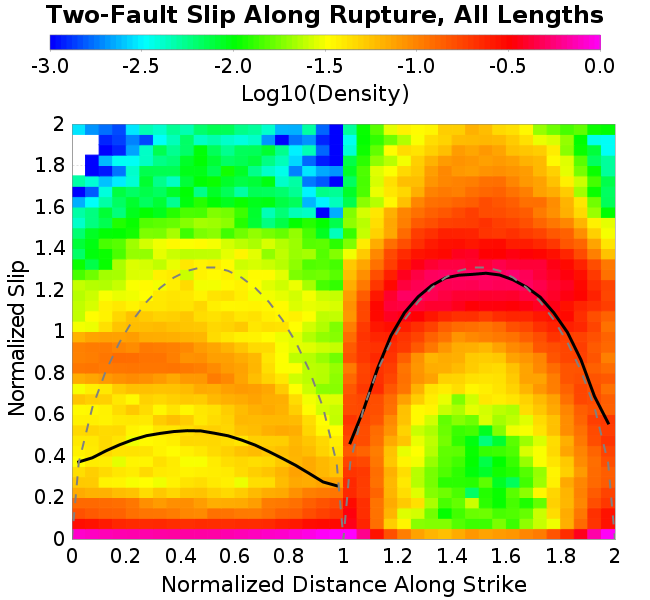 Two-Fault Slip Along Rupture, All Lengths
-3.0 -2.5 -2.0 -1.5 -1.0 -0.5 0.0
Log10(Density)
2
1.8
1.6
1.4
1.2
1
0.8
0.6
0.4
0.2
0
Normalized Slip
0 0.2 0.4 0.6 0.8 1 1.2 1.4 1.6 1.8 2
Normalized Distance Along Strike